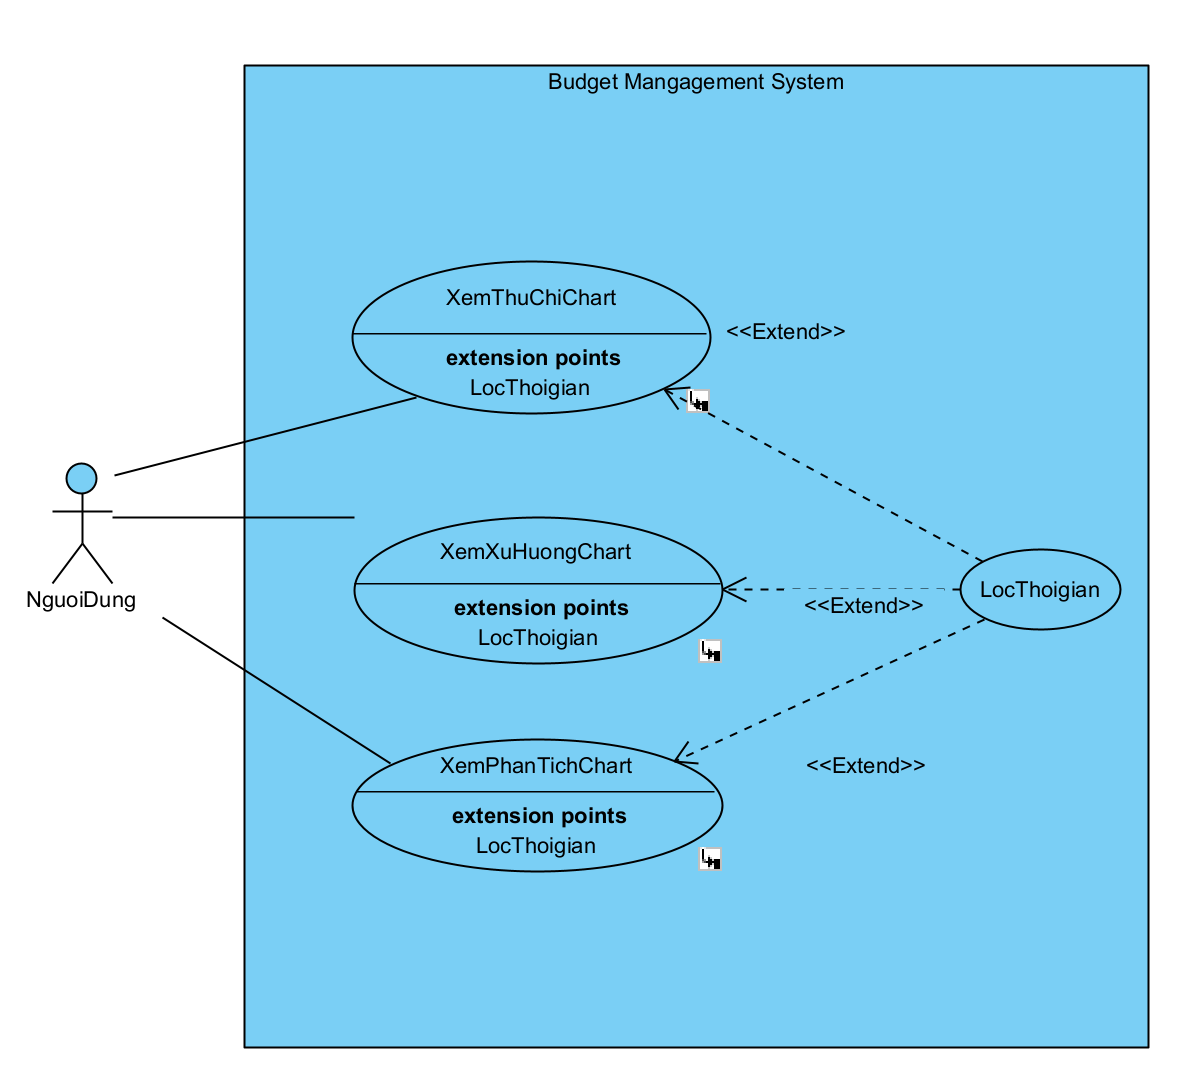 Budget Mangagement System
XemThuChiChart
extension points
LocThoigian
<<Extend>>
NguoiDung
XemXuHuongChart
extension points
LocThoigian
<<Extend>>
LocThoigian
XemPhanTichChart
extension points
LocThoigian
<<Extend>>